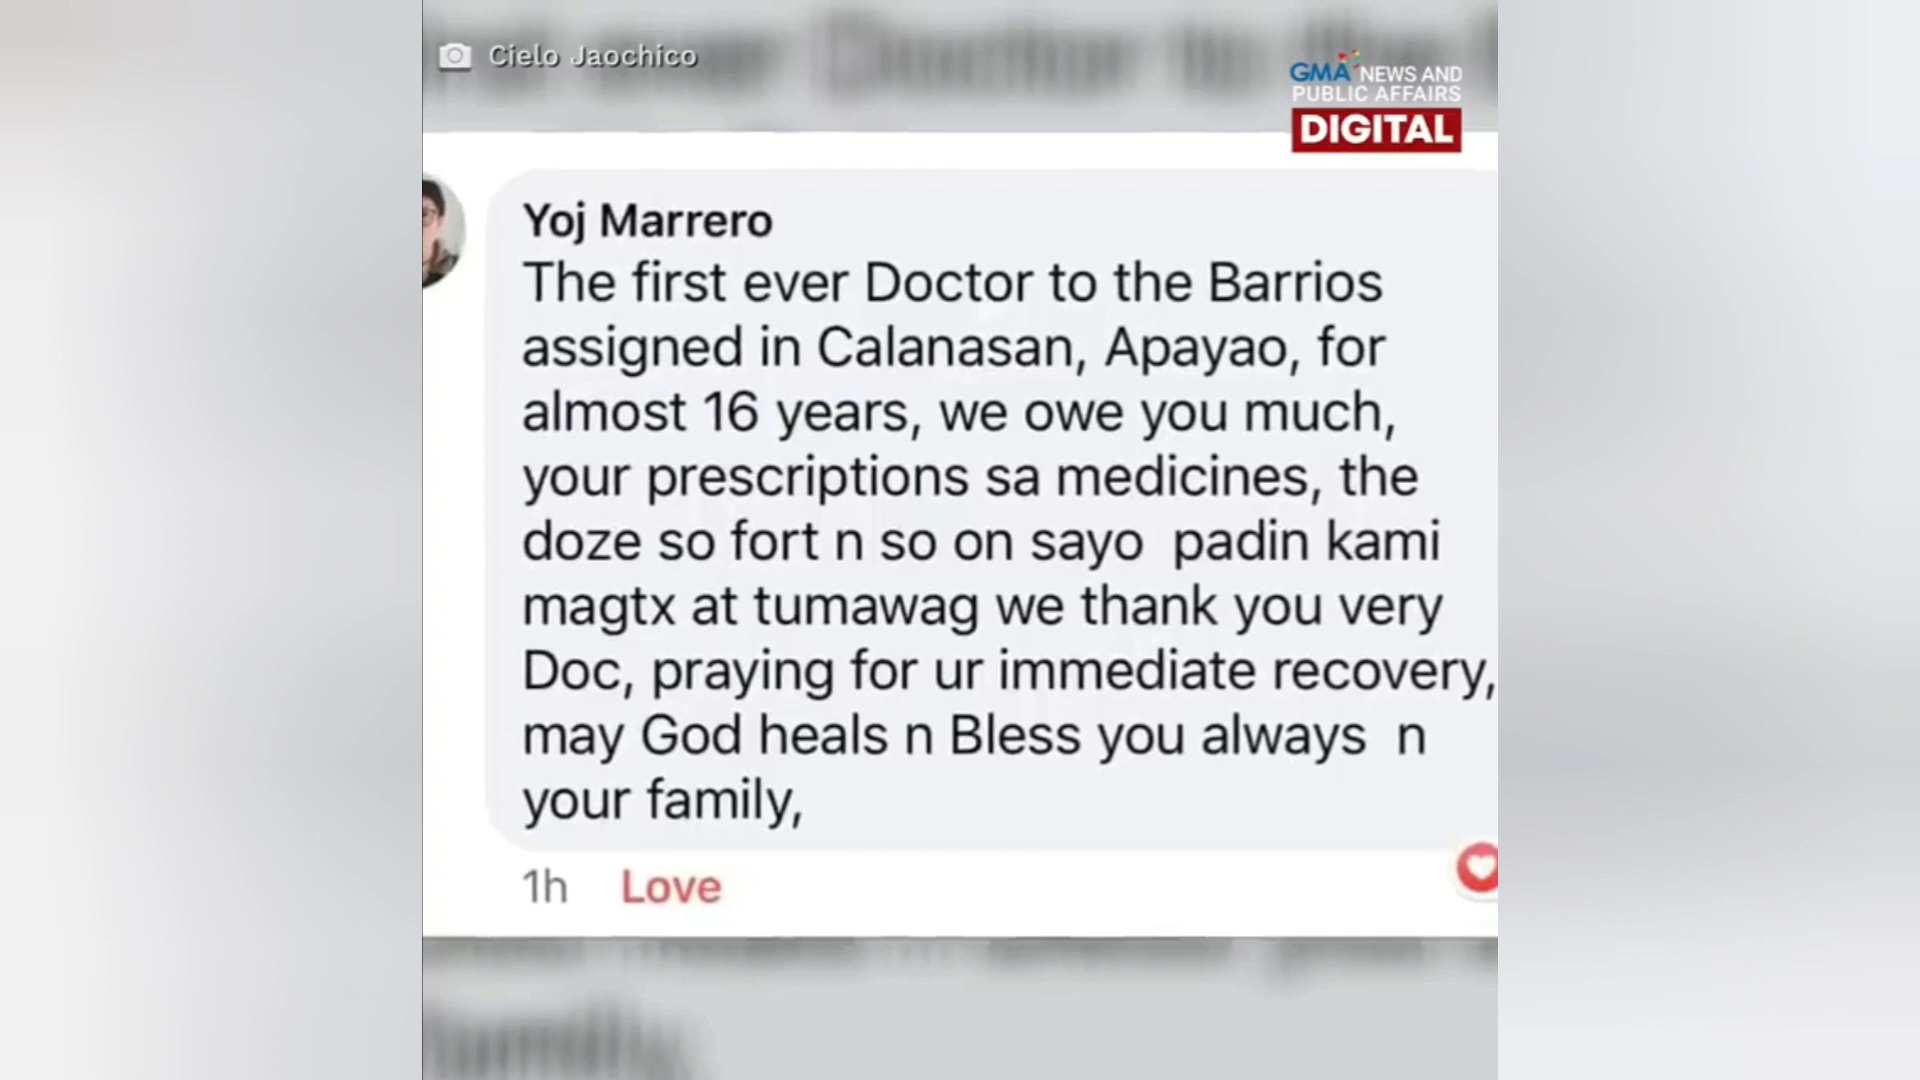 Cielo Jaochico
GMA NEWS AND
PUBLIC AFFAIRS
DIGITAL
Yoj Marrero
The first ever Doctor to the Barrios
assigned in Calanasan, Apayao, for
almost 16 years, we owe you much,
your prescriptions sa medicines, the
doze so fort n so on sayo  padin kami
magtx at tumawag we thank you very
Doc, praying for ur immediate recovery,
may God heals n Bless you always  n
your family,
1h Love